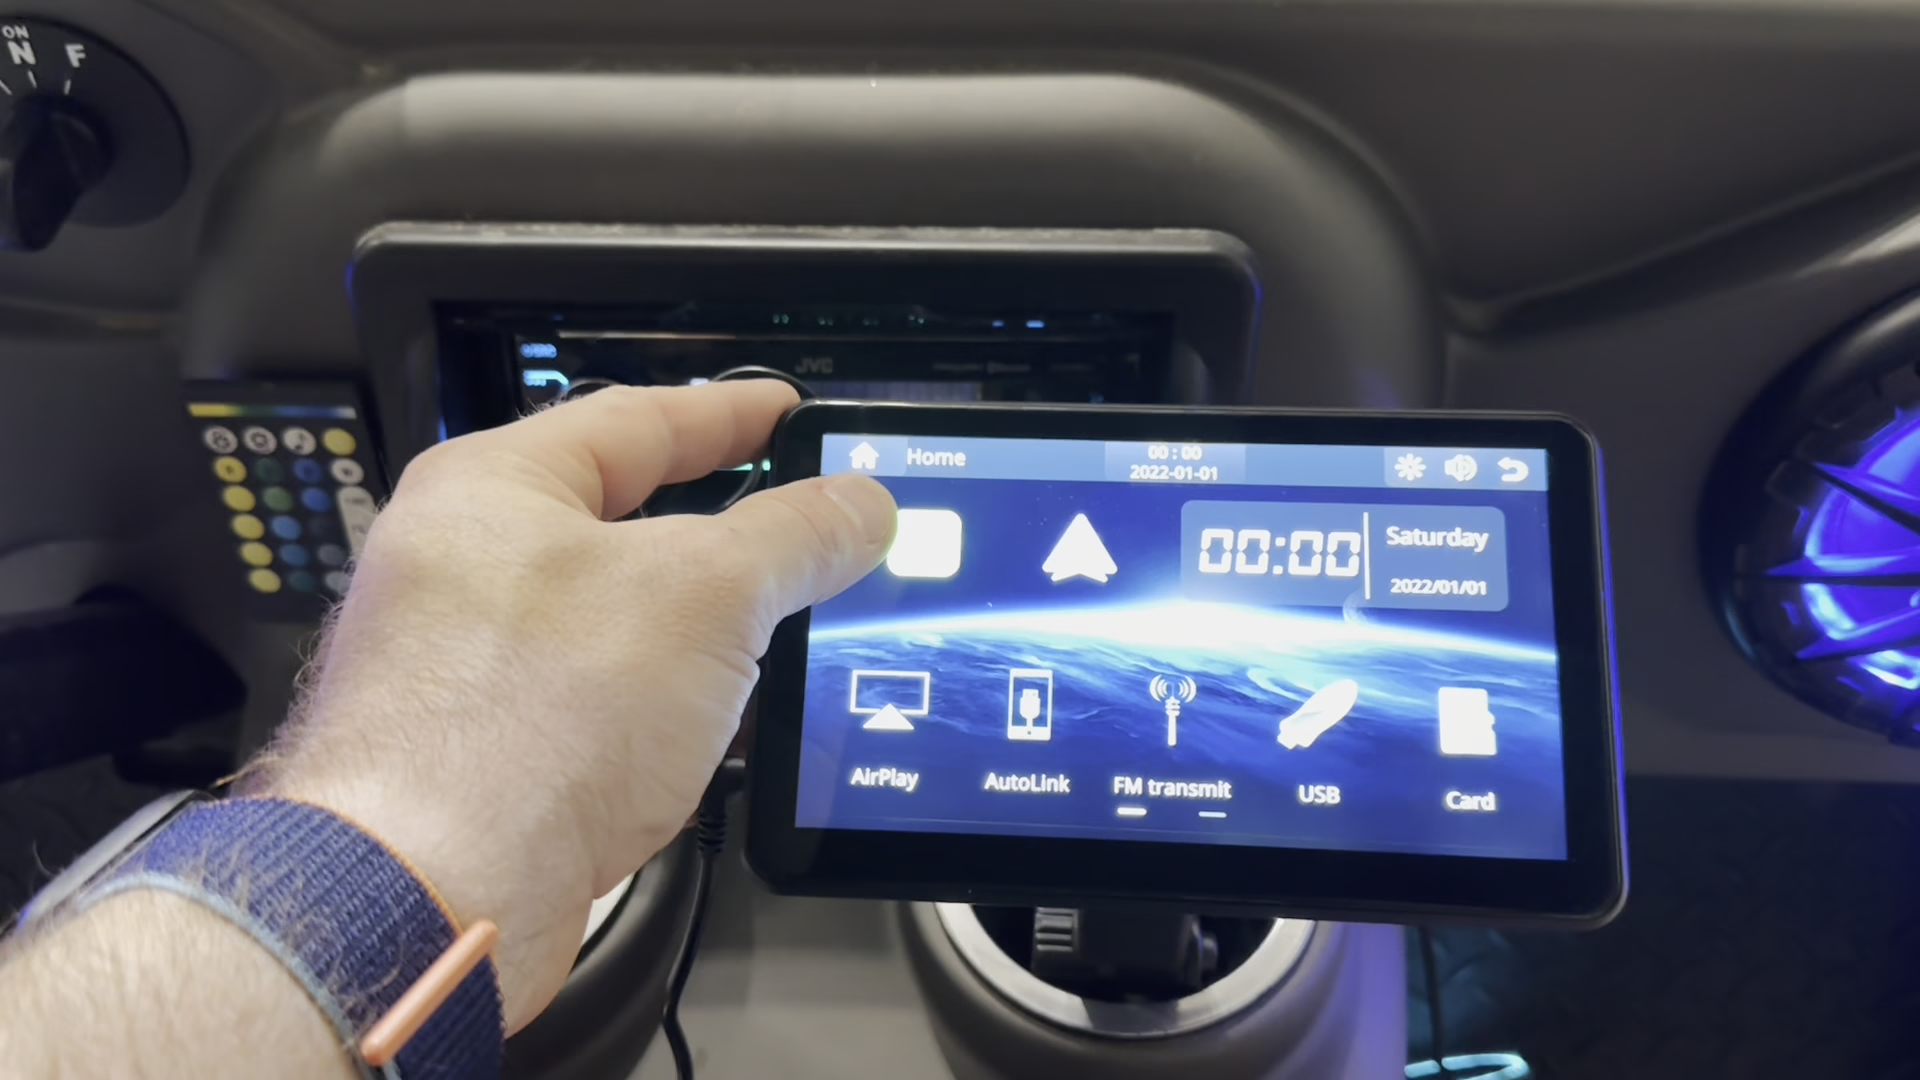 ON
N F
JVC
Home
00:00
2022-01-01
00:00
Saturday
2022/01/01
AirPlay
AutoLink
FM transmit
USB
Card